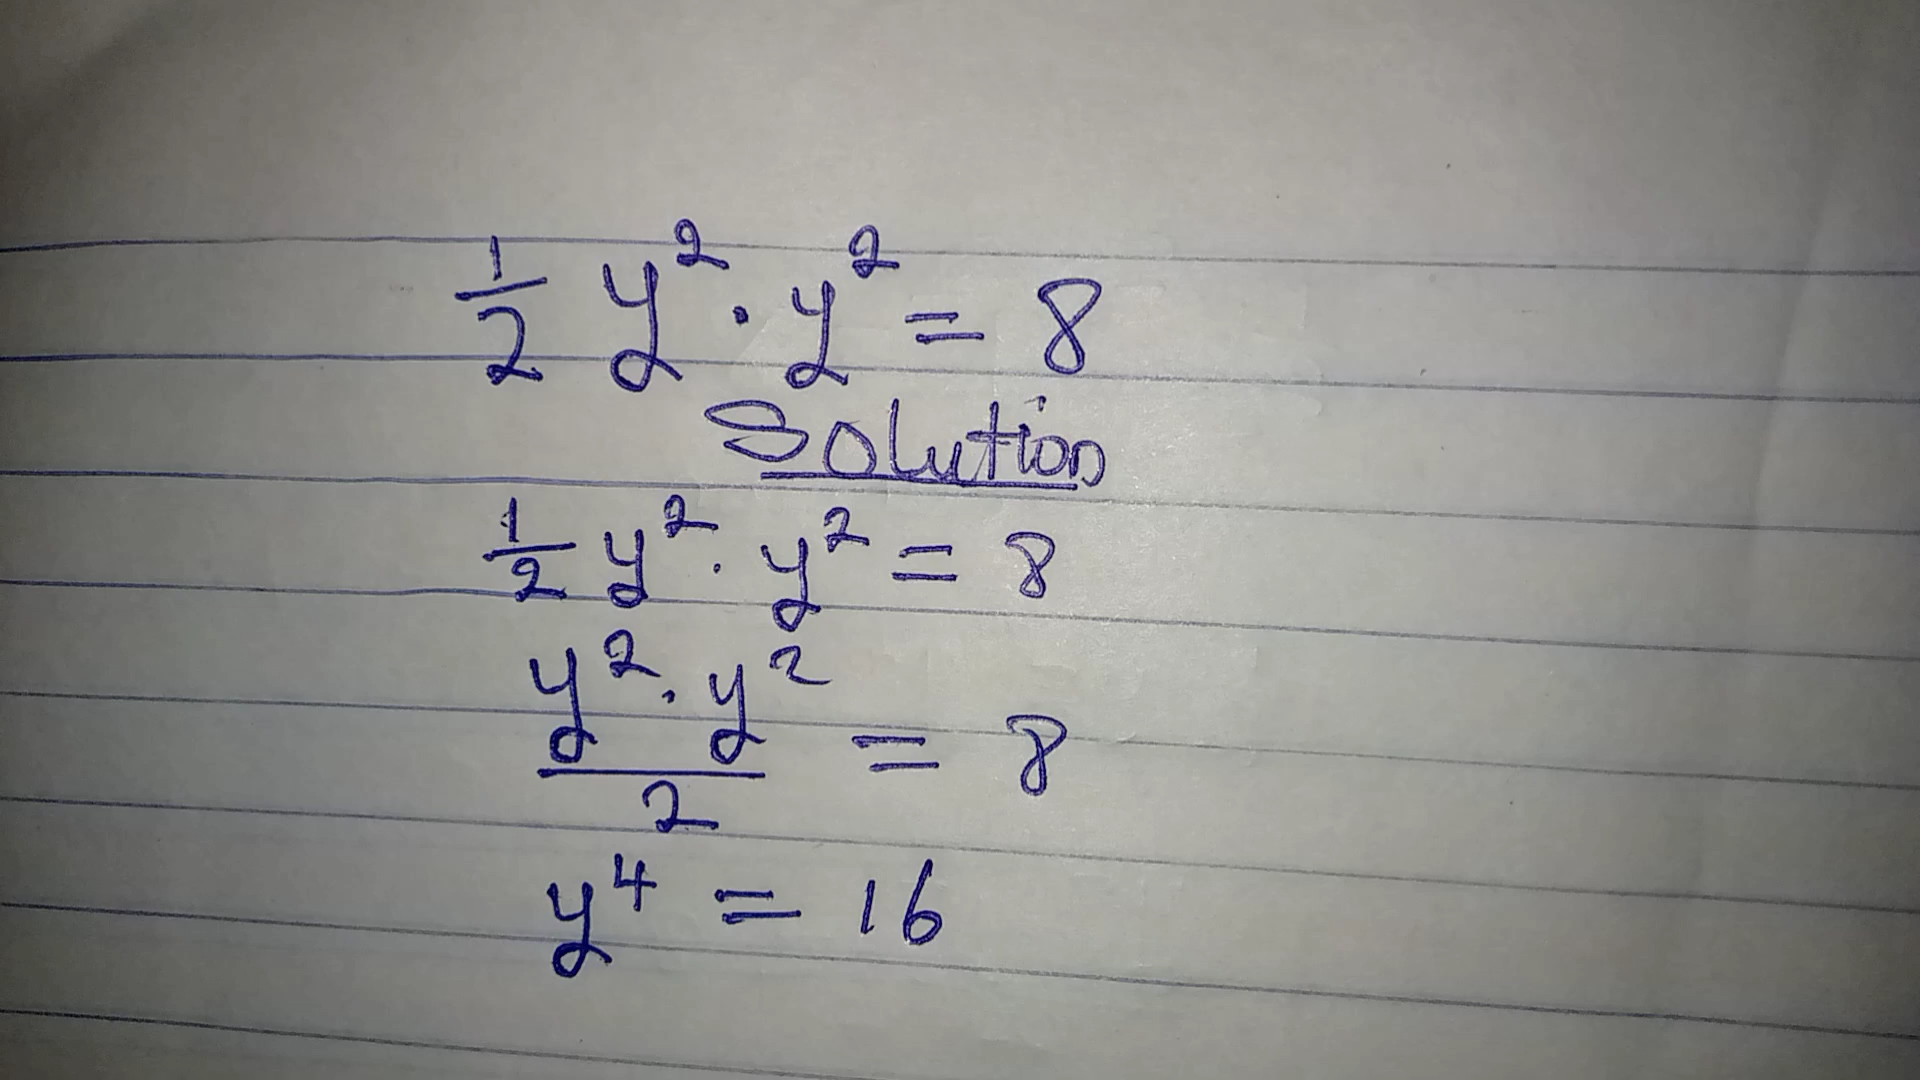 1/2 y² · y² = 8
Solution
1/2 y² · y² = 8
y² · y² / 2 = 8
y⁴ = 16